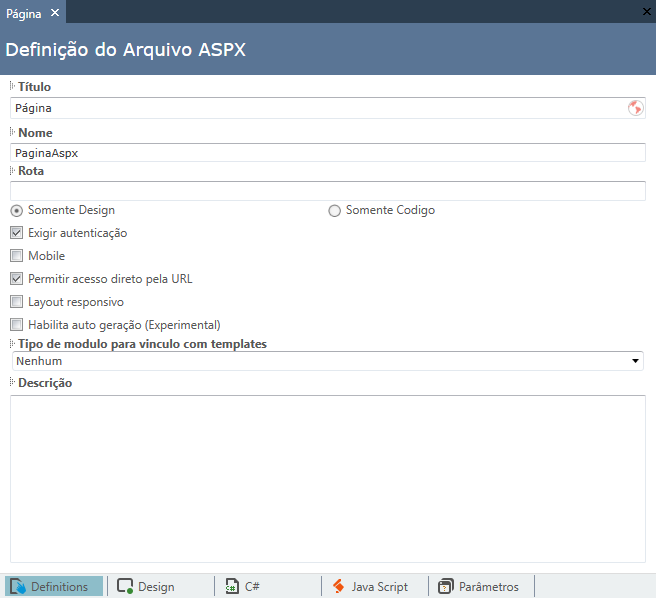 Página
Definição do Arquivo ASPX
Título
Página
Nome
PaginaAspx
Rota
Somente Design Somente Codigo
Exigir autenticação
Mobile
Permitir acesso direto pela URL
Layout responsivo
Habilita auto geração (Experimental)
Tipo de modulo para vinculo com templates
Nenhum
Descrição
Definitions Design C# Java Script Parâmetros